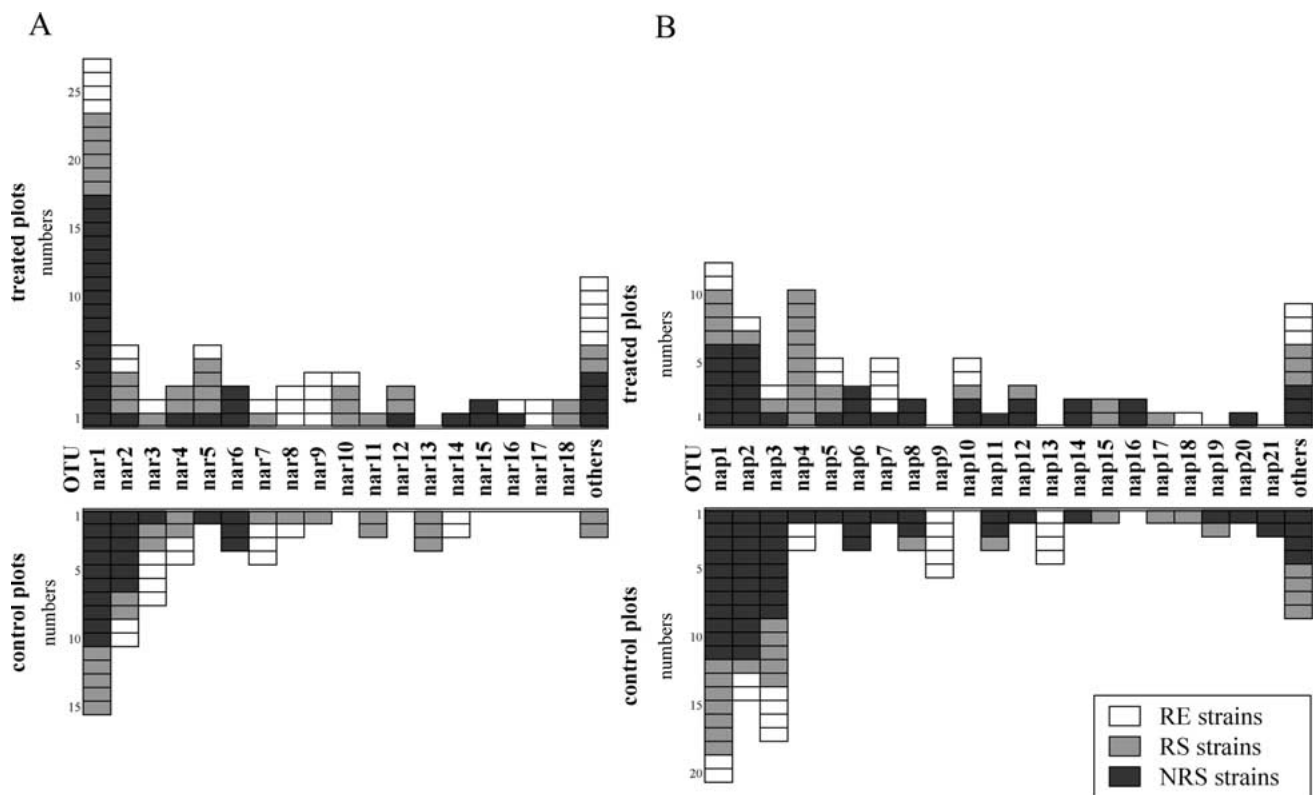 A
treated plots
numbers
25
20
15
10
5
1
OTU
nar1
nar2
nar3
nar4
nar5
nar6
nar7
nar8
nar9
nar10
nar11
nar12
nar13
nar14
nar15
nar16
nar17
nar18
others
control plots
numbers
1
5
10
15
B
treated plots
numbers
10
5
1
OTU
nap1
nap2
nap3
nap4
nap5
nap6
nap7
nap8
nap9
nap10
nap11
nap12
nap13
nap14
nap15
nap16
nap17
nap18
nap19
nap20
nap21
others
control plots
numbers
1
5
10
15
20
RE strains
RS strains
NRS strains